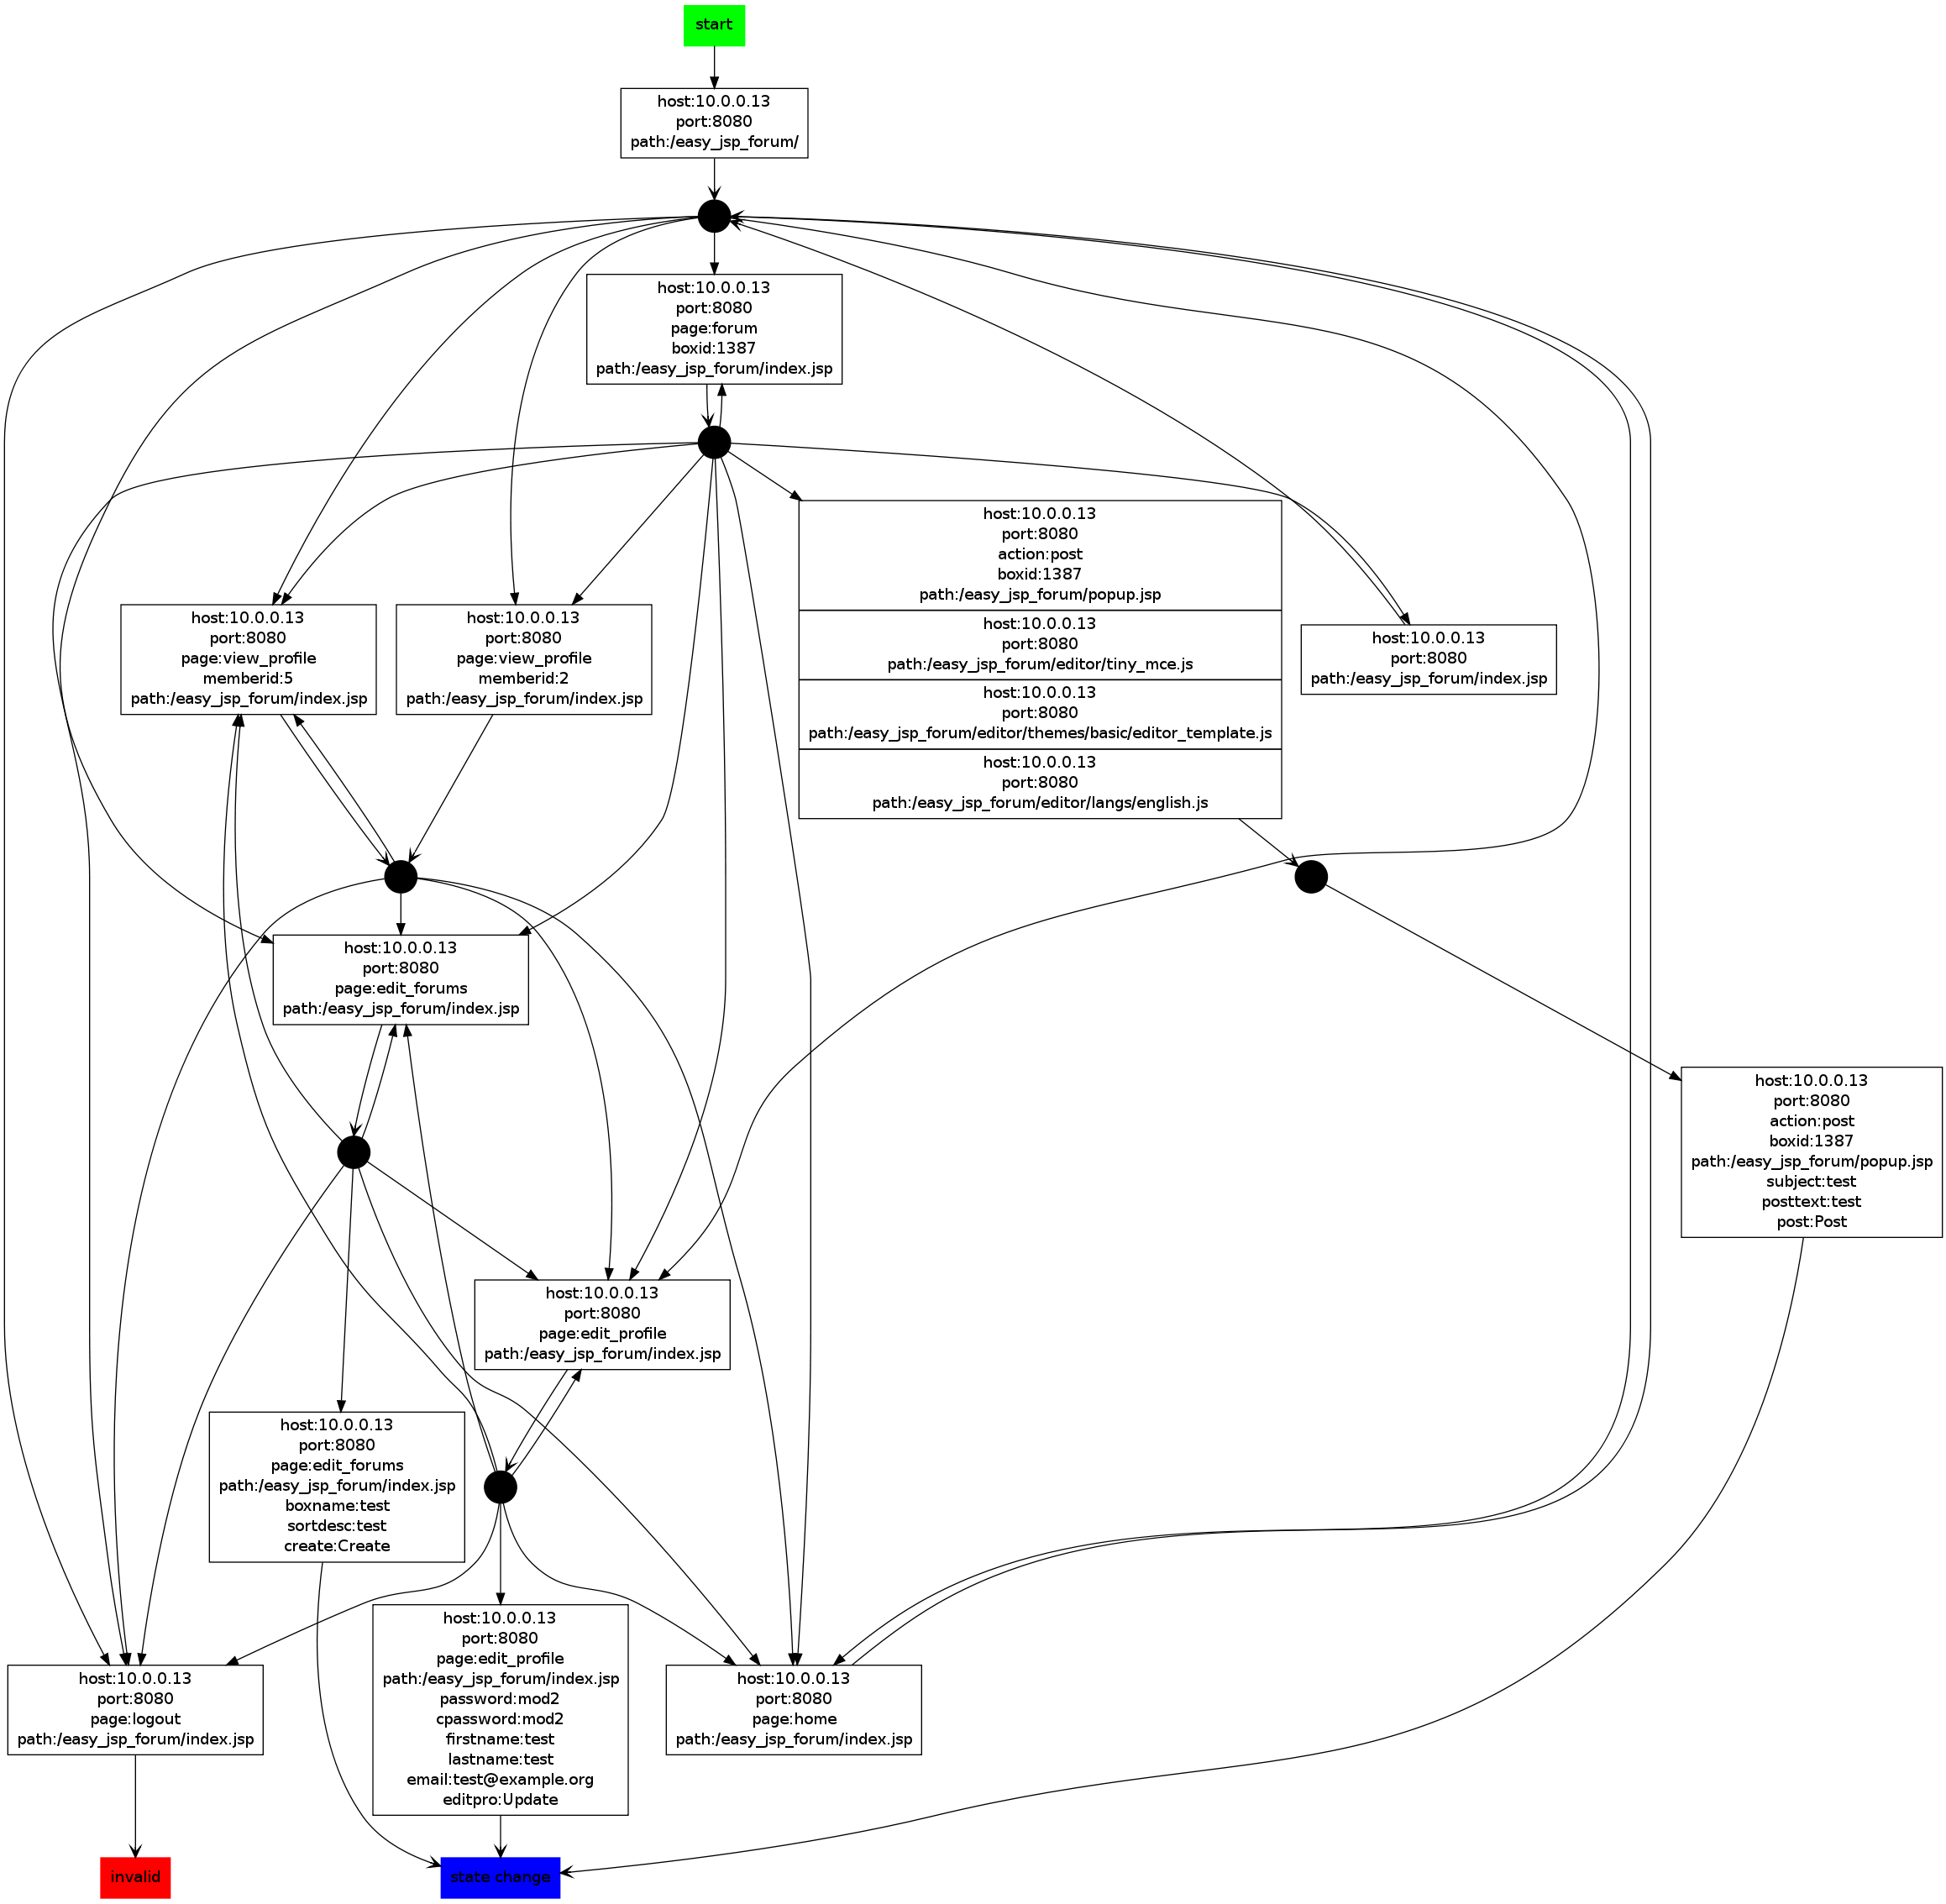 start
host:10.0.0.13
port:8080
path:/easy_jsp_forum/
host:10.0.0.13
port:8080
page:forum
boxid:1387
path:/easy_jsp_forum/index.jsp
host:10.0.0.13
port:8080
action:post
boxid:1387
path:/easy_jsp_forum/popup.jsp
host:10.0.0.13
port:8080
path:/easy_jsp_forum/editor/tiny_mce.js
host:10.0.0.13
port:8080
path:/easy_jsp_forum/editor/themes/basic/editor_template.js
host:10.0.0.13
port:8080
path:/easy_jsp_forum/editor/langs/english.js
host:10.0.0.13
port:8080
page:view_profile
memberid:5
path:/easy_jsp_forum/index.jsp
host:10.0.0.13
port:8080
page:view_profile
memberid:2
path:/easy_jsp_forum/index.jsp
host:10.0.0.13
port:8080
path:/easy_jsp_forum/index.jsp
host:10.0.0.13
port:8080
page:edit_forums
path:/easy_jsp_forum/index.jsp
host:10.0.0.13
port:8080
action:post
boxid:1387
path:/easy_jsp_forum/popup.jsp
subject:test
posttext:test
post:Post
host:10.0.0.13
port:8080
page:edit_profile
path:/easy_jsp_forum/index.jsp
host:10.0.0.13
port:8080
page:edit_forums
path:/easy_jsp_forum/index.jsp
boxname:test
sortdesc:test
create:Create
host:10.0.0.13
port:8080
page:edit_profile
path:/easy_jsp_forum/index.jsp
password:mod2
cpassword:mod2
firstname:test
lastname:test
email:test@example.org
editpro:Update
host:10.0.0.13
port:8080
page:logout
path:/easy_jsp_forum/index.jsp
host:10.0.0.13
port:8080
page:home
path:/easy_jsp_forum/index.jsp
invalid
state change